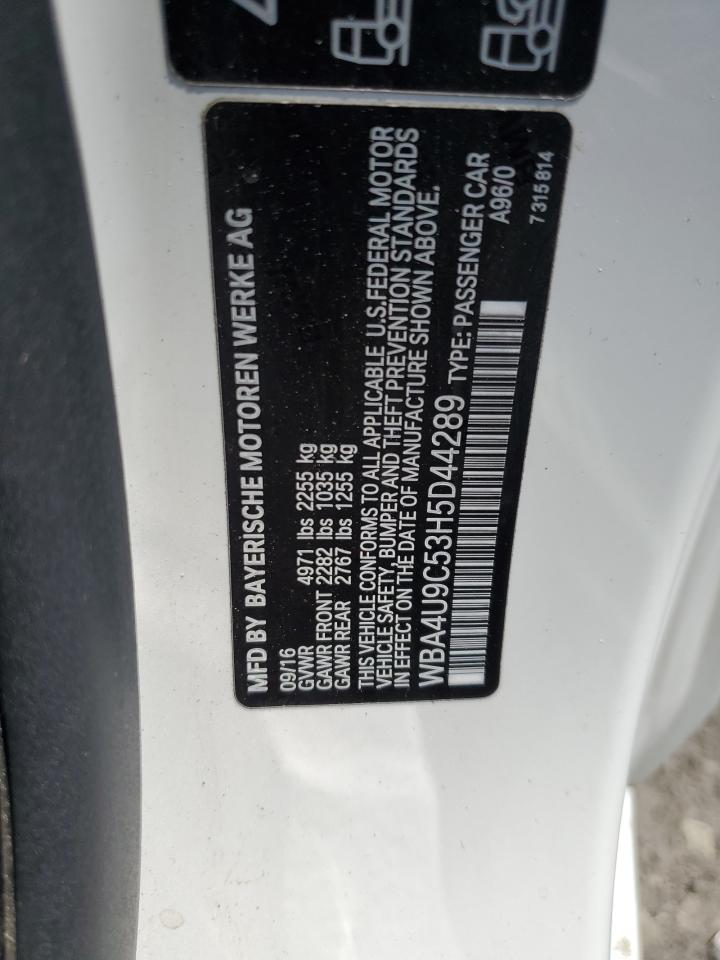 MFD BY BAYERISCHE MOTOREN WERKE AG
09/16
GVWR 4971 lbs 2255 kg
GAWR FRONT 2282 lbs 1035 kg
GAWR REAR 2767 lbs 1255 kg
THIS VEHICLE CONFORMS TO ALL APPLICABLE U.S.FEDERAL MOTOR
VEHICLE SAFETY, BUMPER AND THEFT PREVENTION STANDARDS
IN EFFECT ON THE DATE OF MANUFACTURE SHOWN ABOVE.
WBA4U9C53H5D44289 TYPE: PASSENGER CAR
A96/0
7 315 814